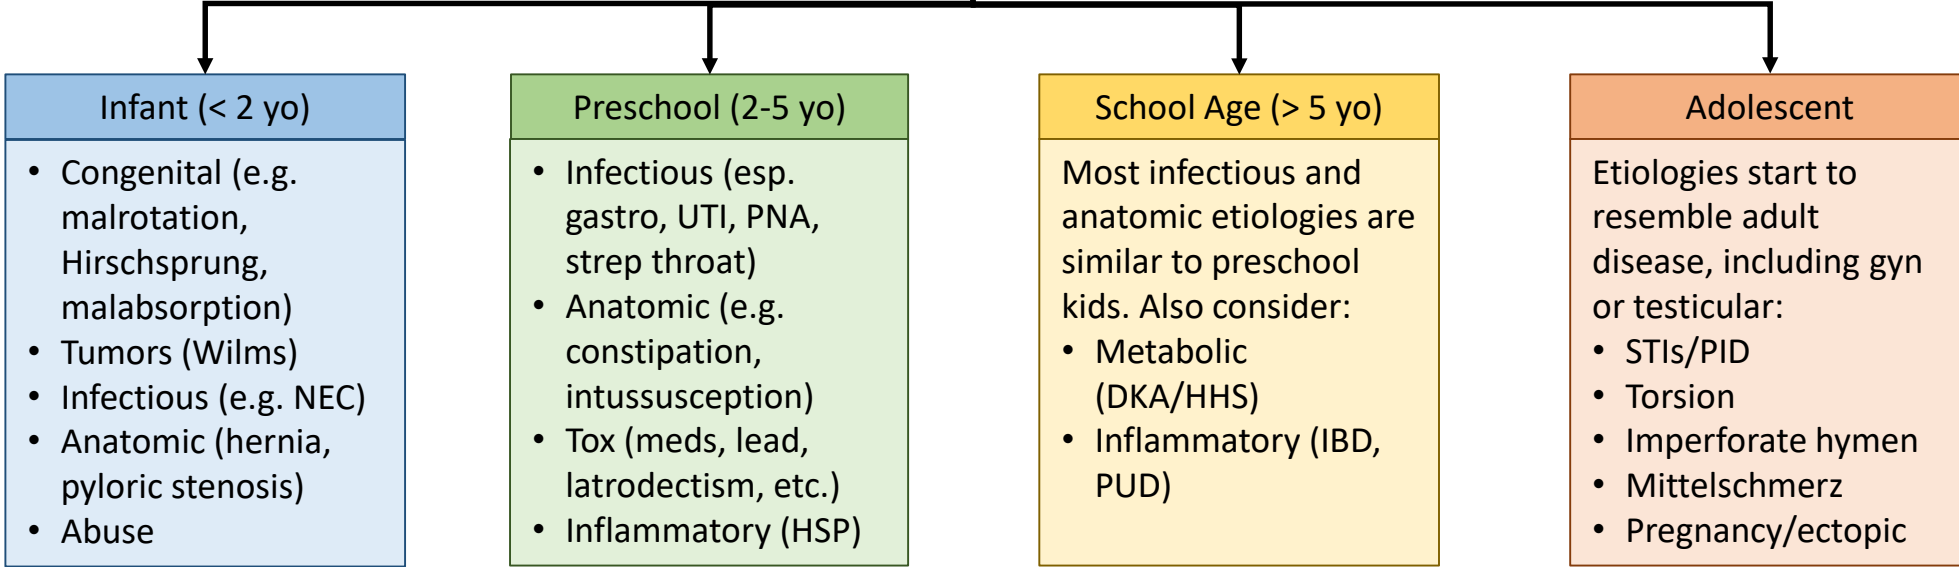 Infant (< 2 yo)
• Congenital (e.g.
malrotation,
Hirschsprung,
malabsorption)
• Tumors (Wilms)
• Infectious (e.g. NEC)
• Anatomic (hernia,
pyloric stenosis)
• Abuse
Preschool (2-5 yo)
• Infectious (esp.
gastro, UTI, PNA,
strep throat)
• Anatomic (e.g.
constipation,
intussusception)
• Tox (meds, lead,
latrodectism, etc.)
• Inflammatory (HSP)
School Age (> 5 yo)
Most infectious and
anatomic etiologies are
similar to preschool
kids. Also consider:
• Metabolic
(DKA/HHS)
• Inflammatory (IBD,
PUD)
Adolescent
Etiologies start to
resemble adult
disease, including gyn
or testicular:
• STIs/PID
• Torsion
• Imperforate hymen
• Mittelschmerz
• Pregnancy/ectopic